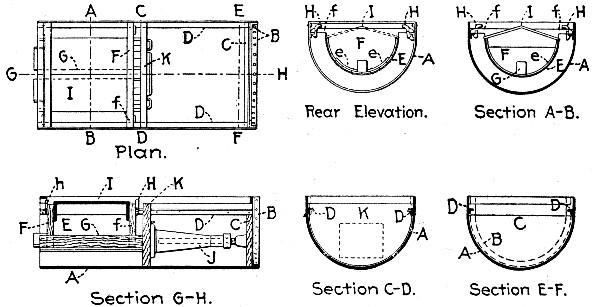 A C E
H f I H
H I f H
G F D K C B
G H
I
f D
B D F
Plan.
F
e e E A
Rear Elevation.
F
e E A
G
Section A-B.
h I H K
F E G f D C B
J
A
Section G-H.
D K D
A
Section C-D.
D D
C
A B
Section E-F.